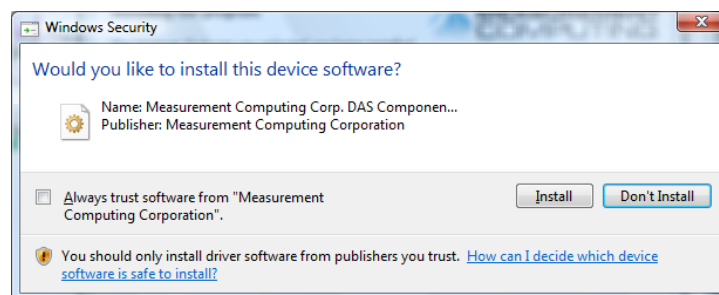 Windows Security
Would you like to install this device software?
Name: Measurement Computing Corp. DAS Componen...
Publisher: Measurement Computing Corporation
Always trust software from "Measurement
Computing Corporation".
Install
Don't Install
You should only install driver software from publishers you trust. How can I decide which device
software is safe to install?